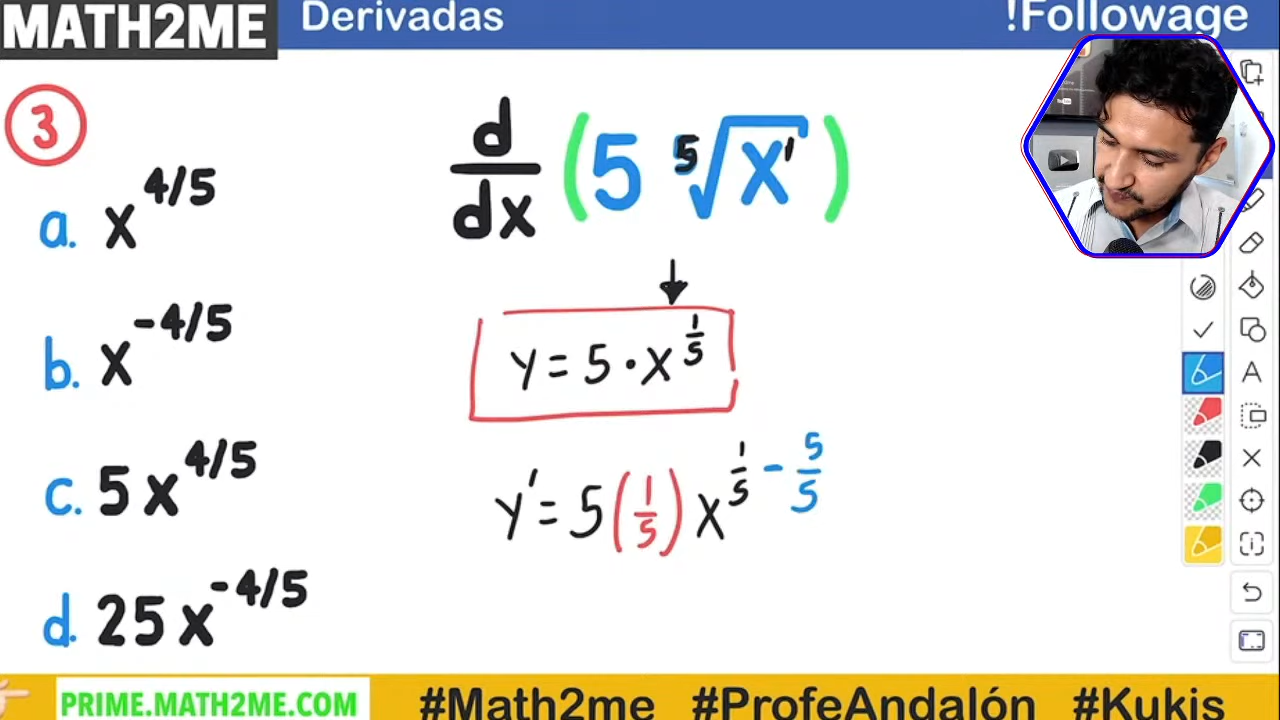 MATH2ME Derivadas !Followage
3
a. x^4/5
b. x^-4/5
c. 5x^4/5
d. 25x^-4/5
d/dx (5 ⁵√x¹)
y = 5 · x^1/5
y' = 5(1/5) x^1/5 - 5/5
PRIME.MATH2ME.COM #Math2me #ProfeAndalón #Kukis